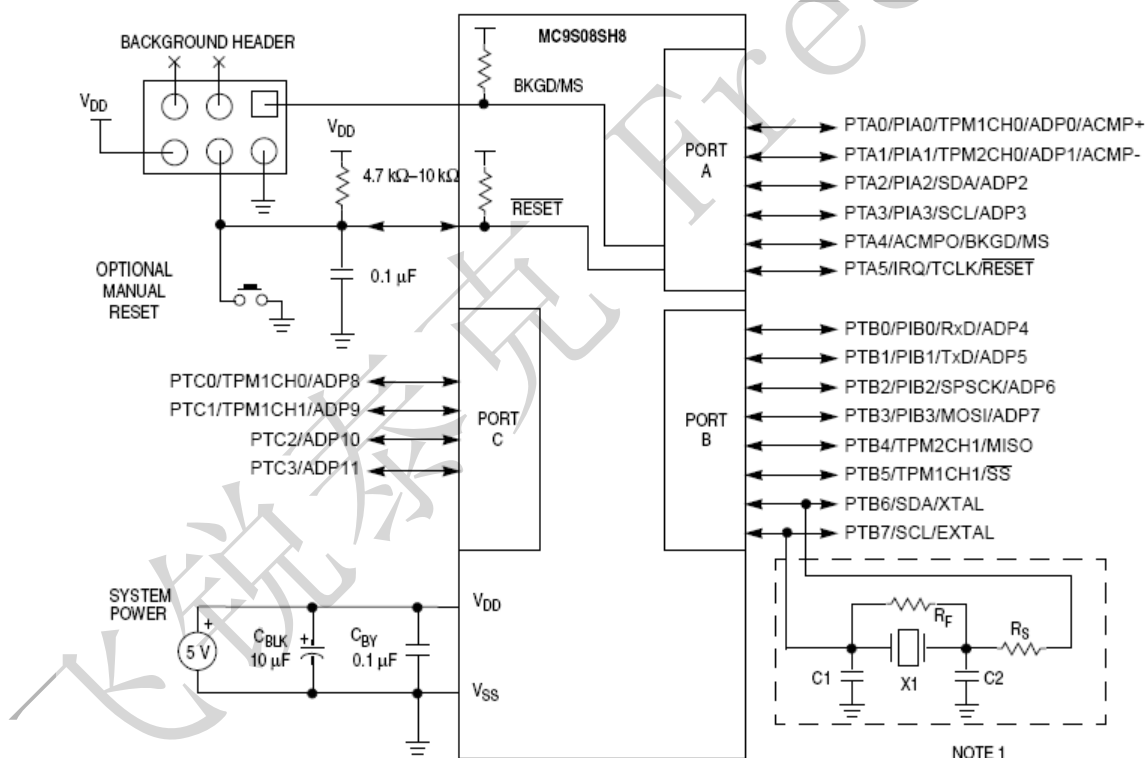 MC9S08SH8
BACKGROUND HEADER
VDD
BKGD/MS
VDD
4.7 kΩ–10 kΩ
RESET
0.1 µF
OPTIONAL
MANUAL
RESET
PORT
A
PTA0/PIA0/TPM1CH0/ADP0/ACMP+
PTA1/PIA1/TPM2CH0/ADP1/ACMP-
PTA2/PIA2/SDA/ADP2
PTA3/PIA3/SCL/ADP3
PTA4/ACMPO/BKGD/MS
PTA5/IRQ/TCLK/RESET
PTC0/TPM1CH0/ADP8
PTC1/TPM1CH1/ADP9
PTC2/ADP10
PTC3/ADP11
PORT
C
PORT
B
PTB0/PIB0/RxD/ADP4
PTB1/PIB1/TxD/ADP5
PTB2/PIB2/SPSCK/ADP6
PTB3/PIB3/MOSI/ADP7
PTB4/TPM2CH1/MISO
PTB5/TPM1CH1/SS
PTB6/SDA/XTAL
PTB7/SCL/EXTAL
SYSTEM
POWER
+
5 V
CBLK
+
10 µF
CBY
0.1 µF
VDD
VSS
RF
RS
C1
X1
C2
NOTE 1
飞锐泰克 Free